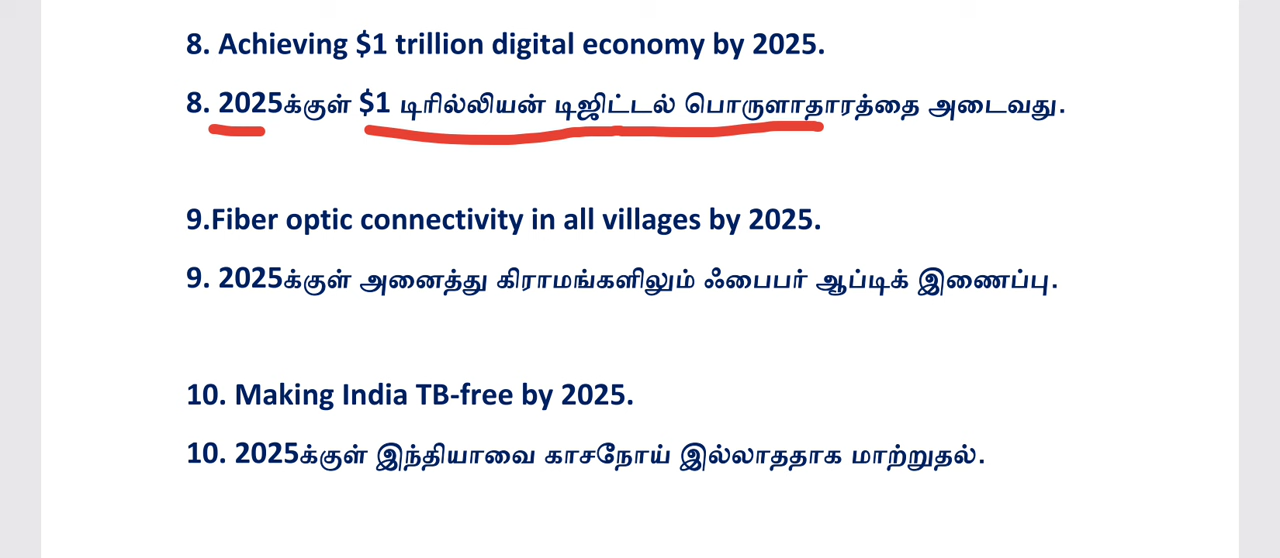 8. Achieving $1 trillion digital economy by 2025.
8. 2025க்குள் $1 டிரில்லியன் டிஜிட்டல் பொருளாதாரத்தை அடைவது.
9.Fiber optic connectivity in all villages by 2025.
9. 2025க்குள் அனைத்து கிராமங்களிலும் ஃபைபர் ஆப்டிக் இணைப்பு.
10. Making India TB-free by 2025.
10. 2025க்குள் இந்தியாவை காசநோய் இல்லாததாக மாற்றுதல்.